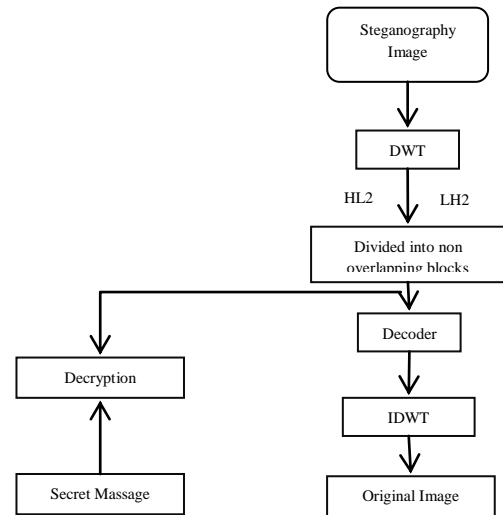 Steganography
Image
DWT
HL2 LH2
Divided into non
overlapping blocks
Decoder
Decryption
IDWT
Secret Massage
Original Image